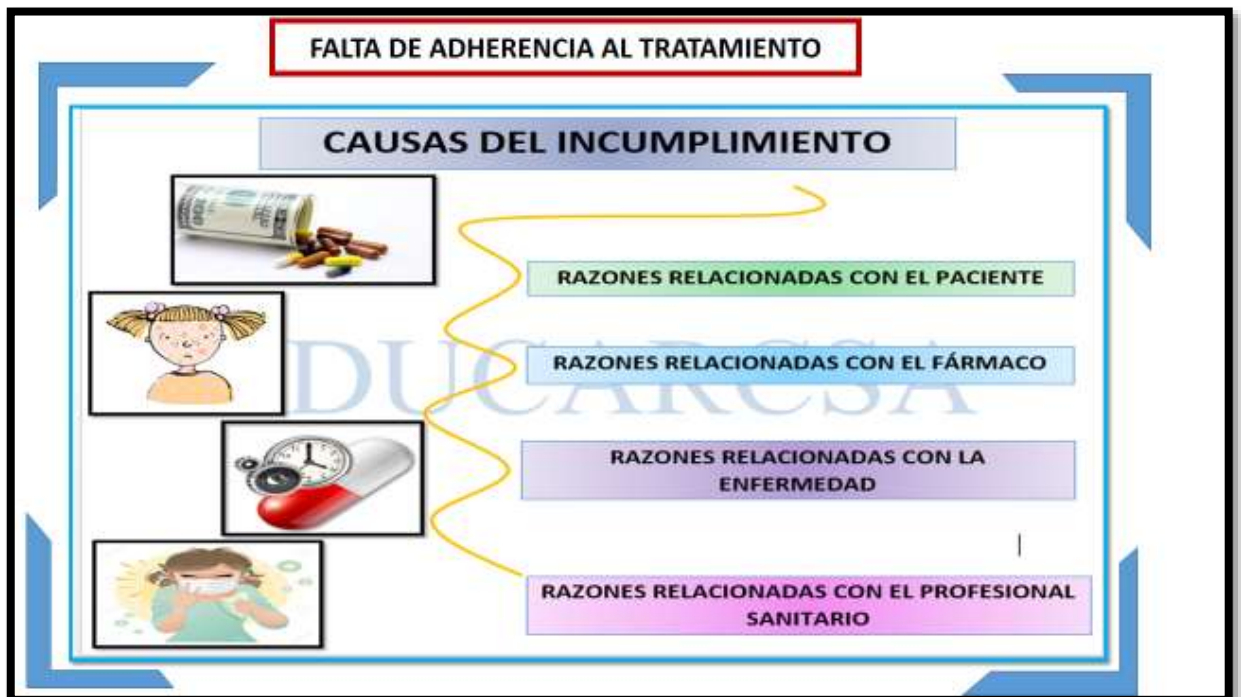 FALTA DE ADHERENCIA AL TRATAMIENTO
CAUSAS DEL INCUMPLIMIENTO
RAZONES RELACIONADAS CON EL PACIENTE
RAZONES RELACIONADAS CON EL FÁRMACO
DUCARCSA
RAZONES RELACIONADAS CON LA
ENFERMEDAD
RAZONES RELACIONADAS CON EL PROFESIONAL
SANITARIO